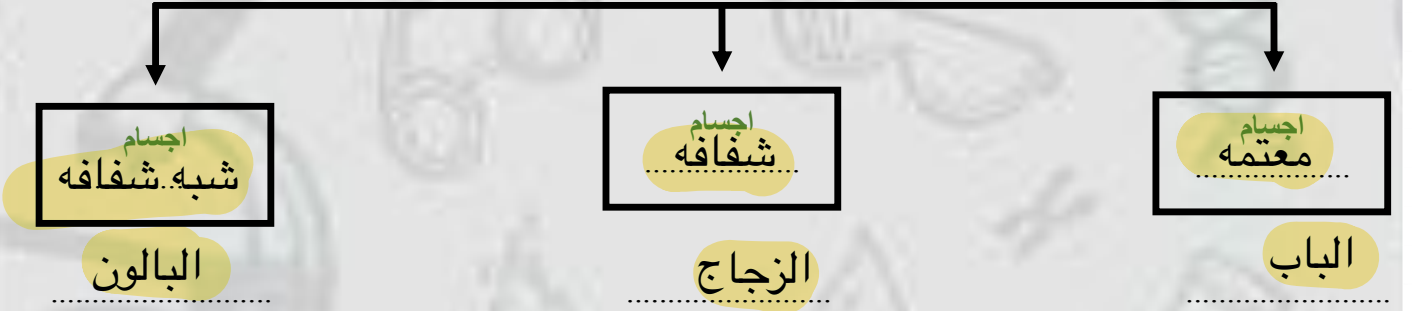 اجسام
معتمه
الباب
اجسام
شفافه
الزجاج
اجسام
شبه شفافه
البالون